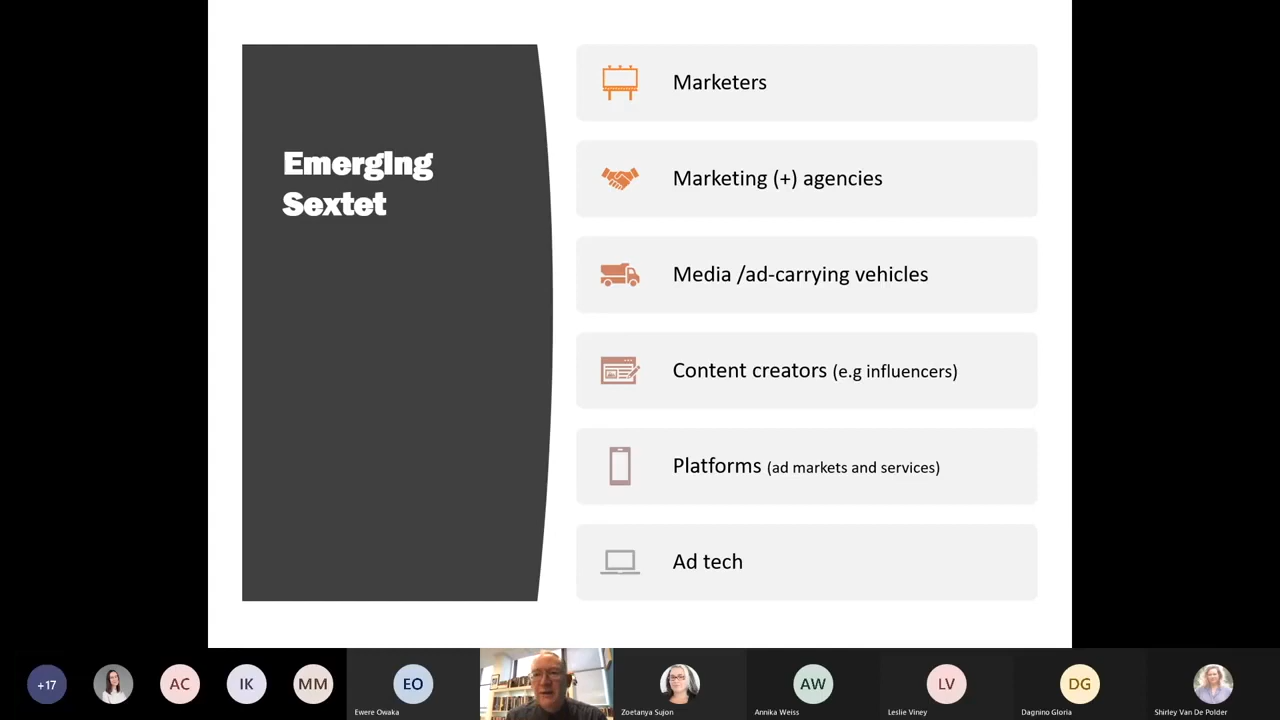 Emerging
Sextet
Marketers
Marketing (+) agencies
Media /ad-carrying vehicles
Content creators (e.g influencers)
Platforms (ad markets and services)
Ad tech
+17
AC
IK
MM
EO
Ewere Owaka
Zoetanya Sujon
AW
Annika Weiss
LV
Leslie Viney
DG
Dagnino Gloria
Shirley Van De Polder